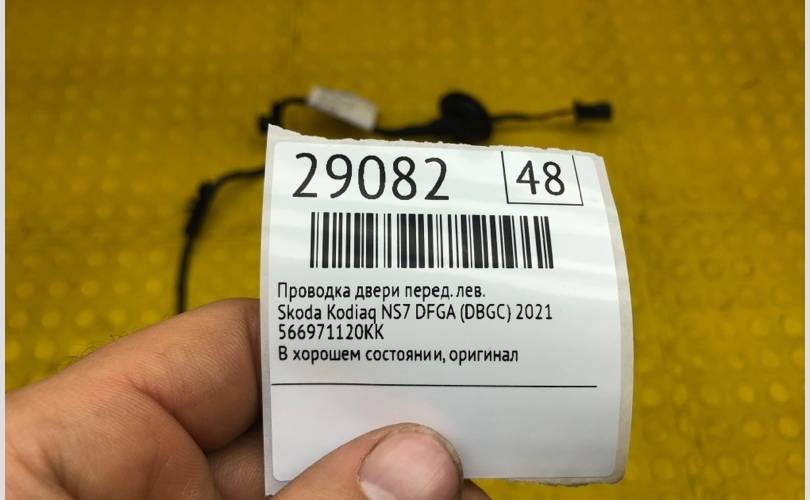 29082
48
Проводка двери перед. лев.
Skoda Kodiaq NS7 DFGA (DBGC) 2021
566971120KK
В хорошем состоянии, оригинал